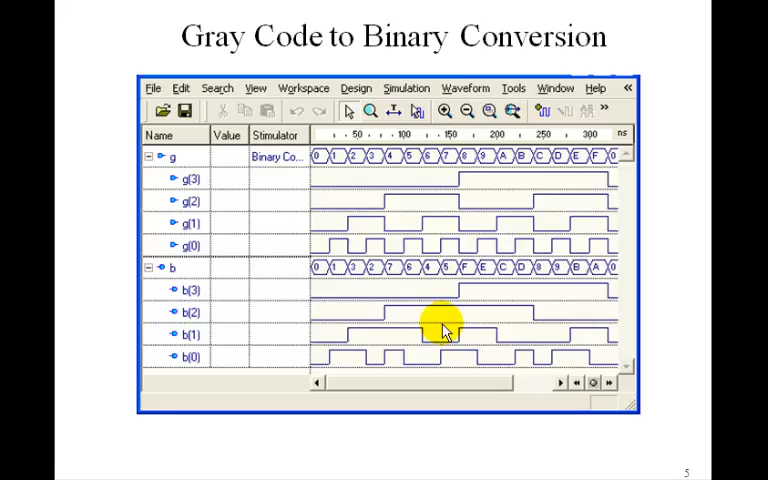 Gray Code to Binary Conversion
File Edit Search View Workspace Design Simulation Waveform Tools Window Help «
»
Name Value Stimulator 50 100 150 200 250 300 ns
g Binary Co... 0 1 2 3 4 5 6 7 8 9 A B C D E F 0
g(3)
g(2)
g(1)
g(0)
b 0 1 3 2 7 6 4 5 F E C D 8 9 B A 0
b(3)
b(2)
b(1)
b(0)
5